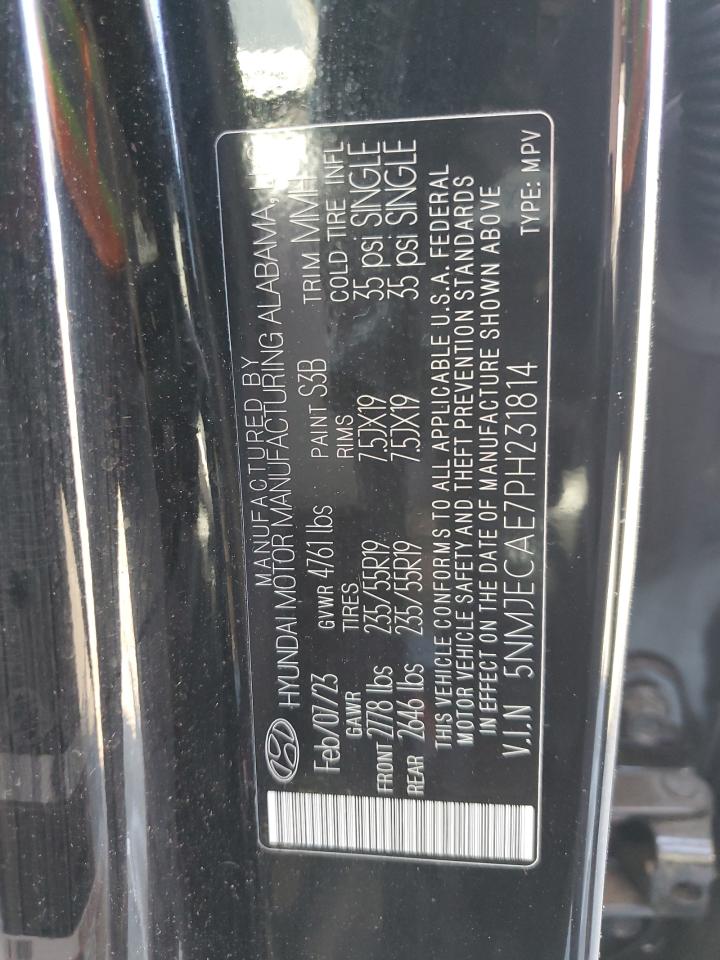 MANUFACTURED BY
HYUNDAI MOTOR MANUFACTURING ALABAMA,
Feb/07/23 GVWR 4761 lbs PAINT S3B TRIM MMH
GAWR TIRES RIMS COLD TIRE INFL
FRONT 2778 lbs 235/55R19 7.5JX19 35 psi SINGLE
REAR 2646 lbs 235/55R19 7.5JX19 35 psi SINGLE
THIS VEHICLE CONFORMS TO ALL APPLICABLE U.S.A. FEDERAL
MOTOR VEHICLE SAFETY AND THEFT PREVENTION STANDARDS
IN EFFECT ON THE DATE OF MANUFACTURE SHOWN ABOVE
V.I.N 5NMJECAE7PH231814 TYPE: MPV